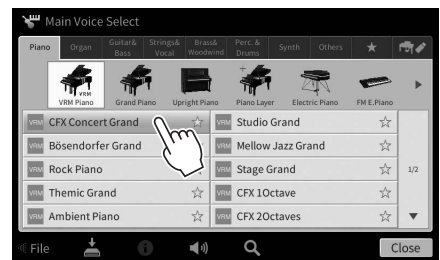 Main Voice Select
Piano Organ Guitar& Bass Strings& Vocal Brass& Woodwind Perc. & Drums Synth Others
VRM
VRM Piano Grand Piano Upright Piano Piano Layer Electric Piano FM E.Piano
VRM CFX Concert Grand VRM Studio Grand
VRM Bösendorfer Grand VRM Mellow Jazz Grand
VRM Rock Piano VRM Stage Grand 1/2
VRM Themic Grand VRM CFX 1Octave
VRM Ambient Piano VRM CFX 2Octaves
File Close